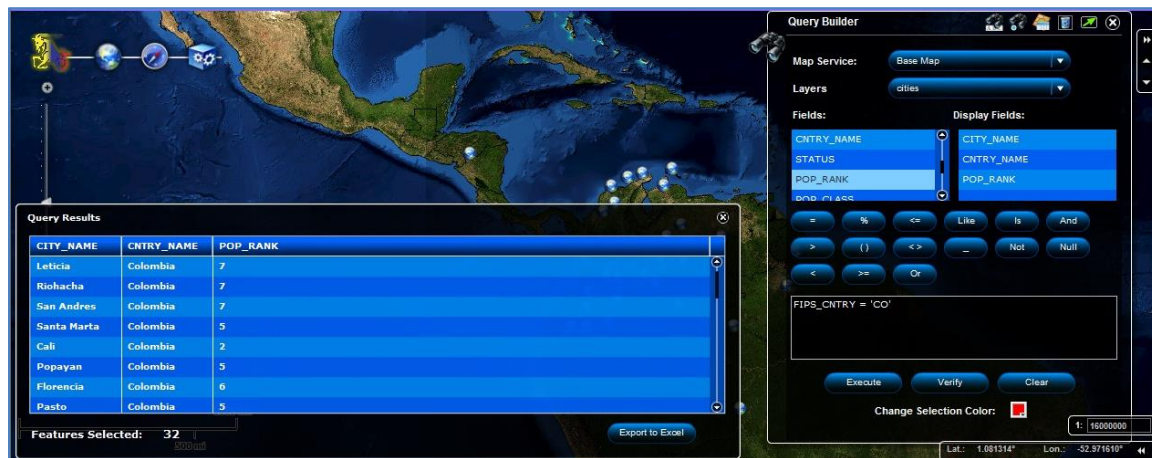 Query Builder
Map Service: Base Map
Layers cities
Fields: Display Fields:
CNTRY_NAME CITY_NAME
STATUS CNTRY_NAME
POP_RANK POP_RANK
POP_CLASS
= % <= Like Is And
> ( ) < > _ Not Null
< >= Or
FIPS_CNTRY = 'CO'
Execute Verify Clear
Change Selection Color:
1: 16000000
Lat.: 1.081314° Lon.: -52.971610°
Query Results
CITY_NAME CNTRY_NAME POP_RANK
Leticia Colombia 7
Riohacha Colombia 7
San Andres Colombia 7
Santa Marta Colombia 5
Cali Colombia 2
Popayan Colombia 5
Florencia Colombia 6
Pasto Colombia 5
Features Selected: 32
Export to Excel
500 mi